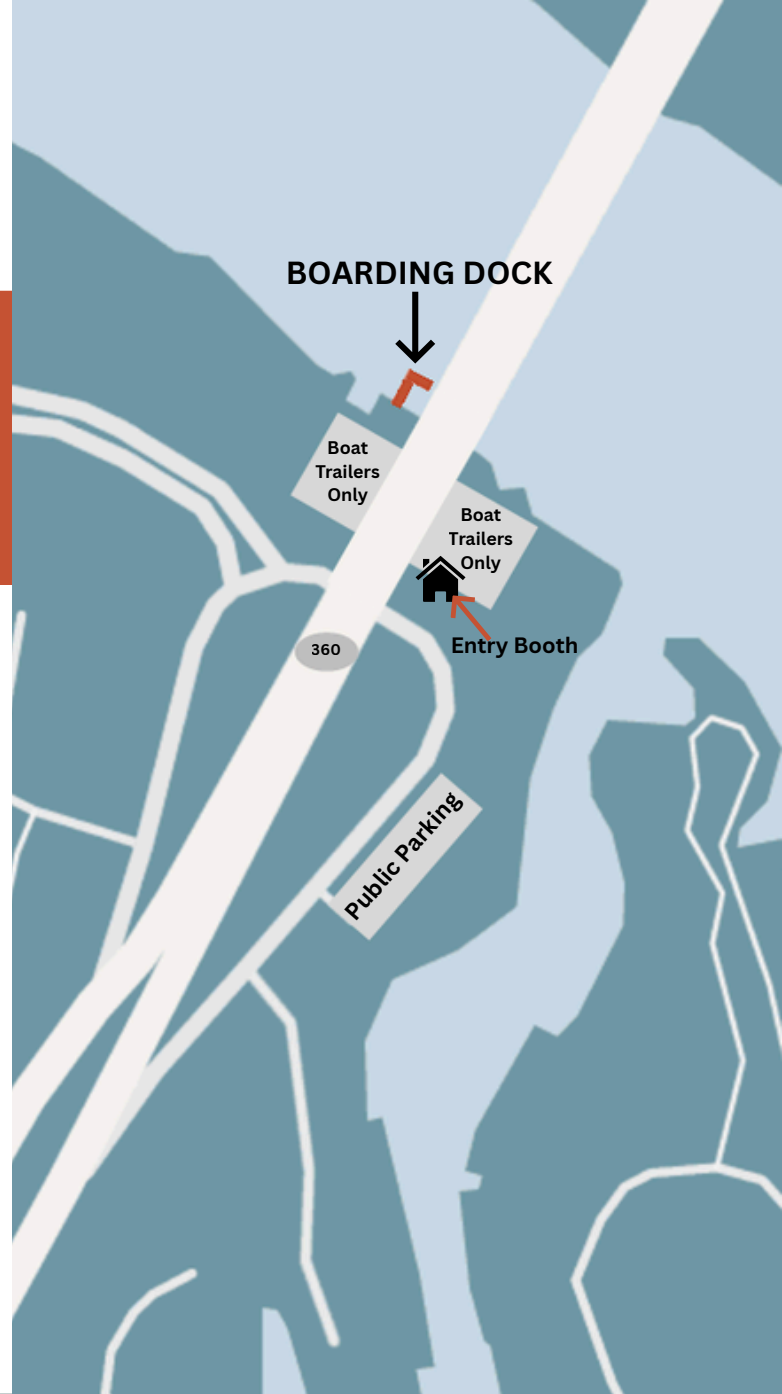 BOARDING DOCK
Boat
Trailers
Only
Boat
Trailers
Only
Entry Booth
360
Public Parking